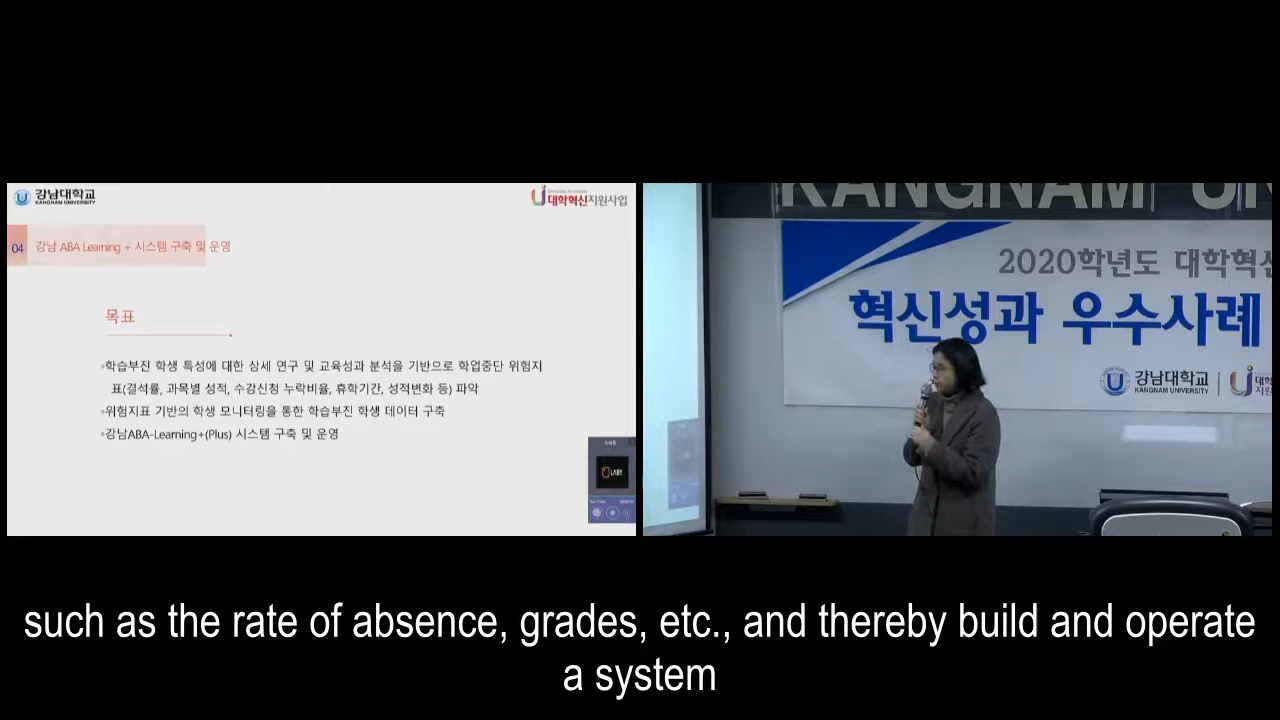 강남대학교
KANGNAM UNIVERSITY
대학혁신지원사업
04 강남 ABA Learning + 시스템 구축 및 운영
목표
◦학습부진 학생 특성에 대한 상세 연구 및 교육성과 분석을 기반으로 학업중단 위험지
표(결석률, 과목별 성적, 수강신청 누락비율, 휴학기간, 성적변화 등) 파악
◦위험지표 기반의 학생 모니터링을 통한 학습부진 학생 데이터 구축
◦강남ABA-Learning+(Plus) 시스템 구축 및 운영
KANGNAM UN
2020학년도 대학혁신
혁신성과 우수사례
강남대학교
KANGNAM UNIVERSITY
대학
지원
such as the rate of absence, grades, etc., and thereby build and operate
a system